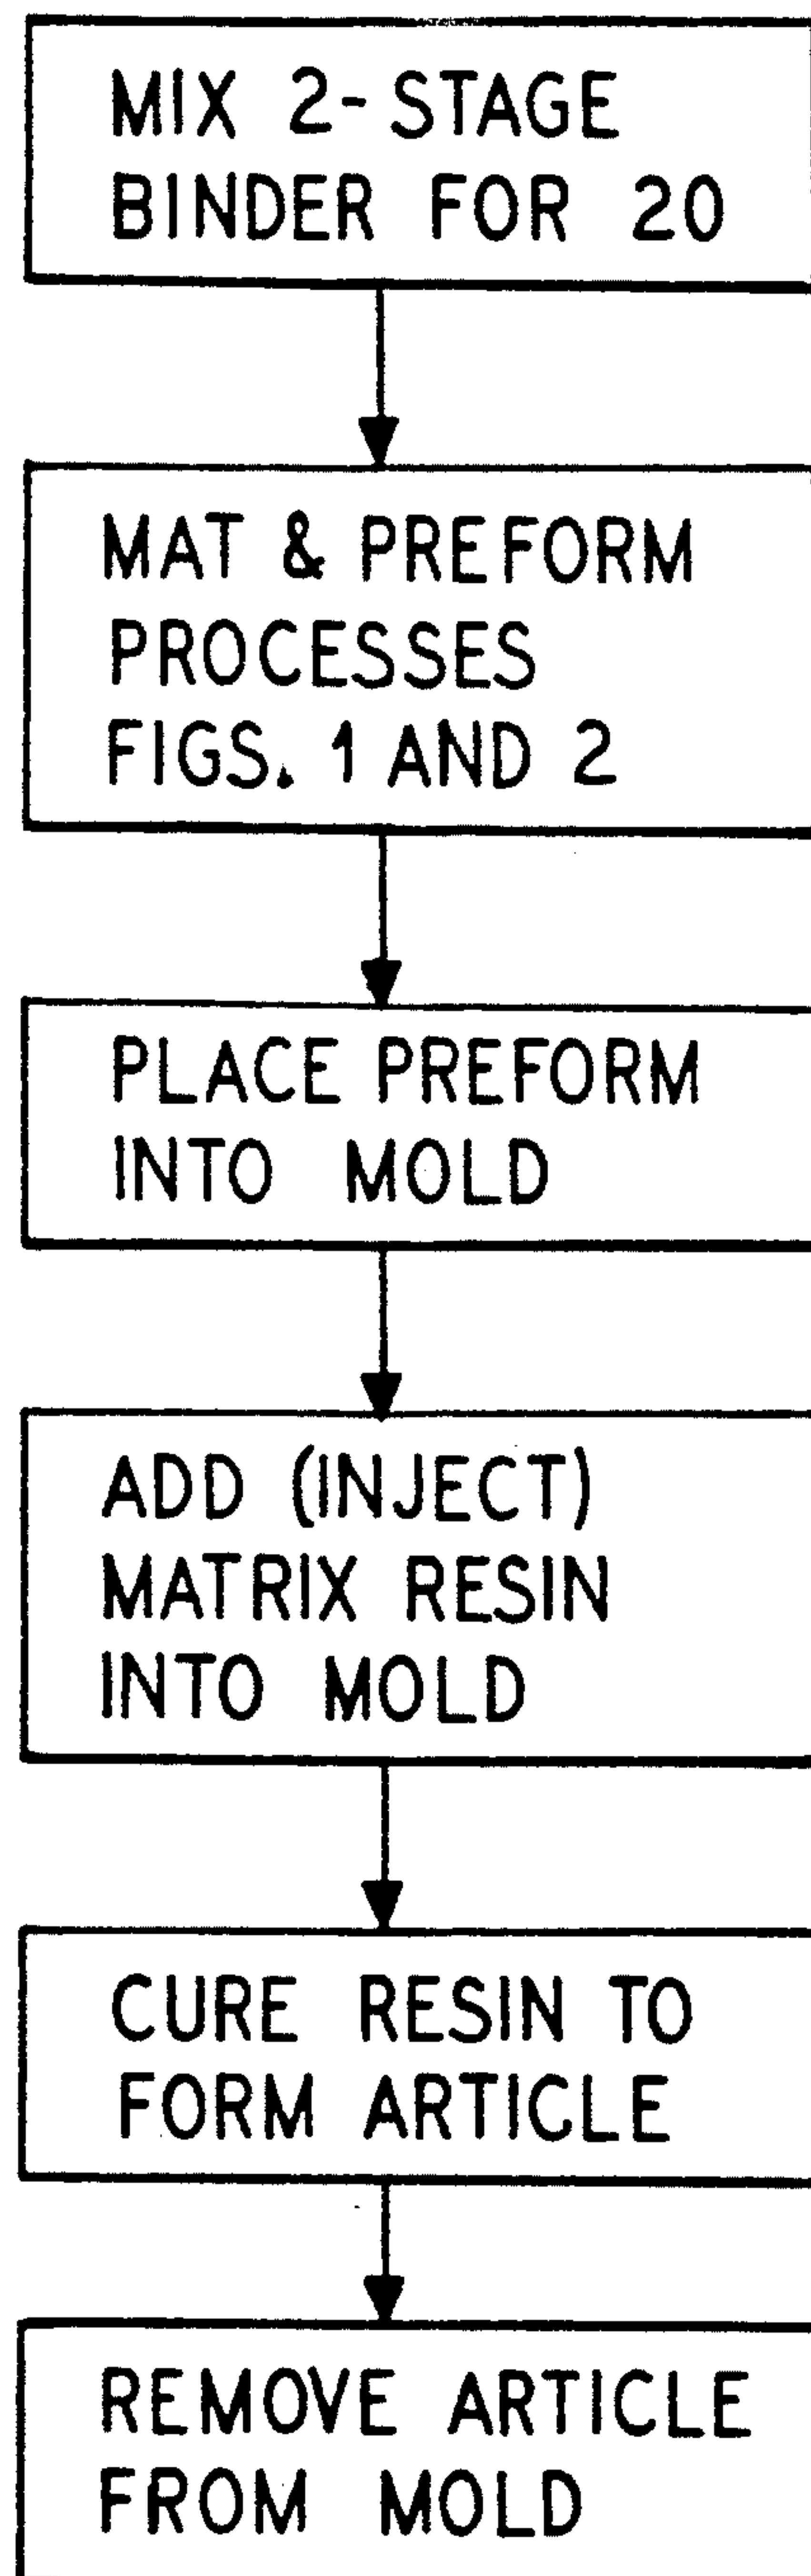 MIX 2-STAGE
BINDER FOR 20
MAT & PREFORM
PROCESSES
FIGS. 1 AND 2
PLACE PREFORM
INTO MOLD
ADD (INJECT)
MATRIX RESIN
INTO MOLD
CURE RESIN TO
FORM ARTICLE
REMOVE ARTICLE
FROM MOLD